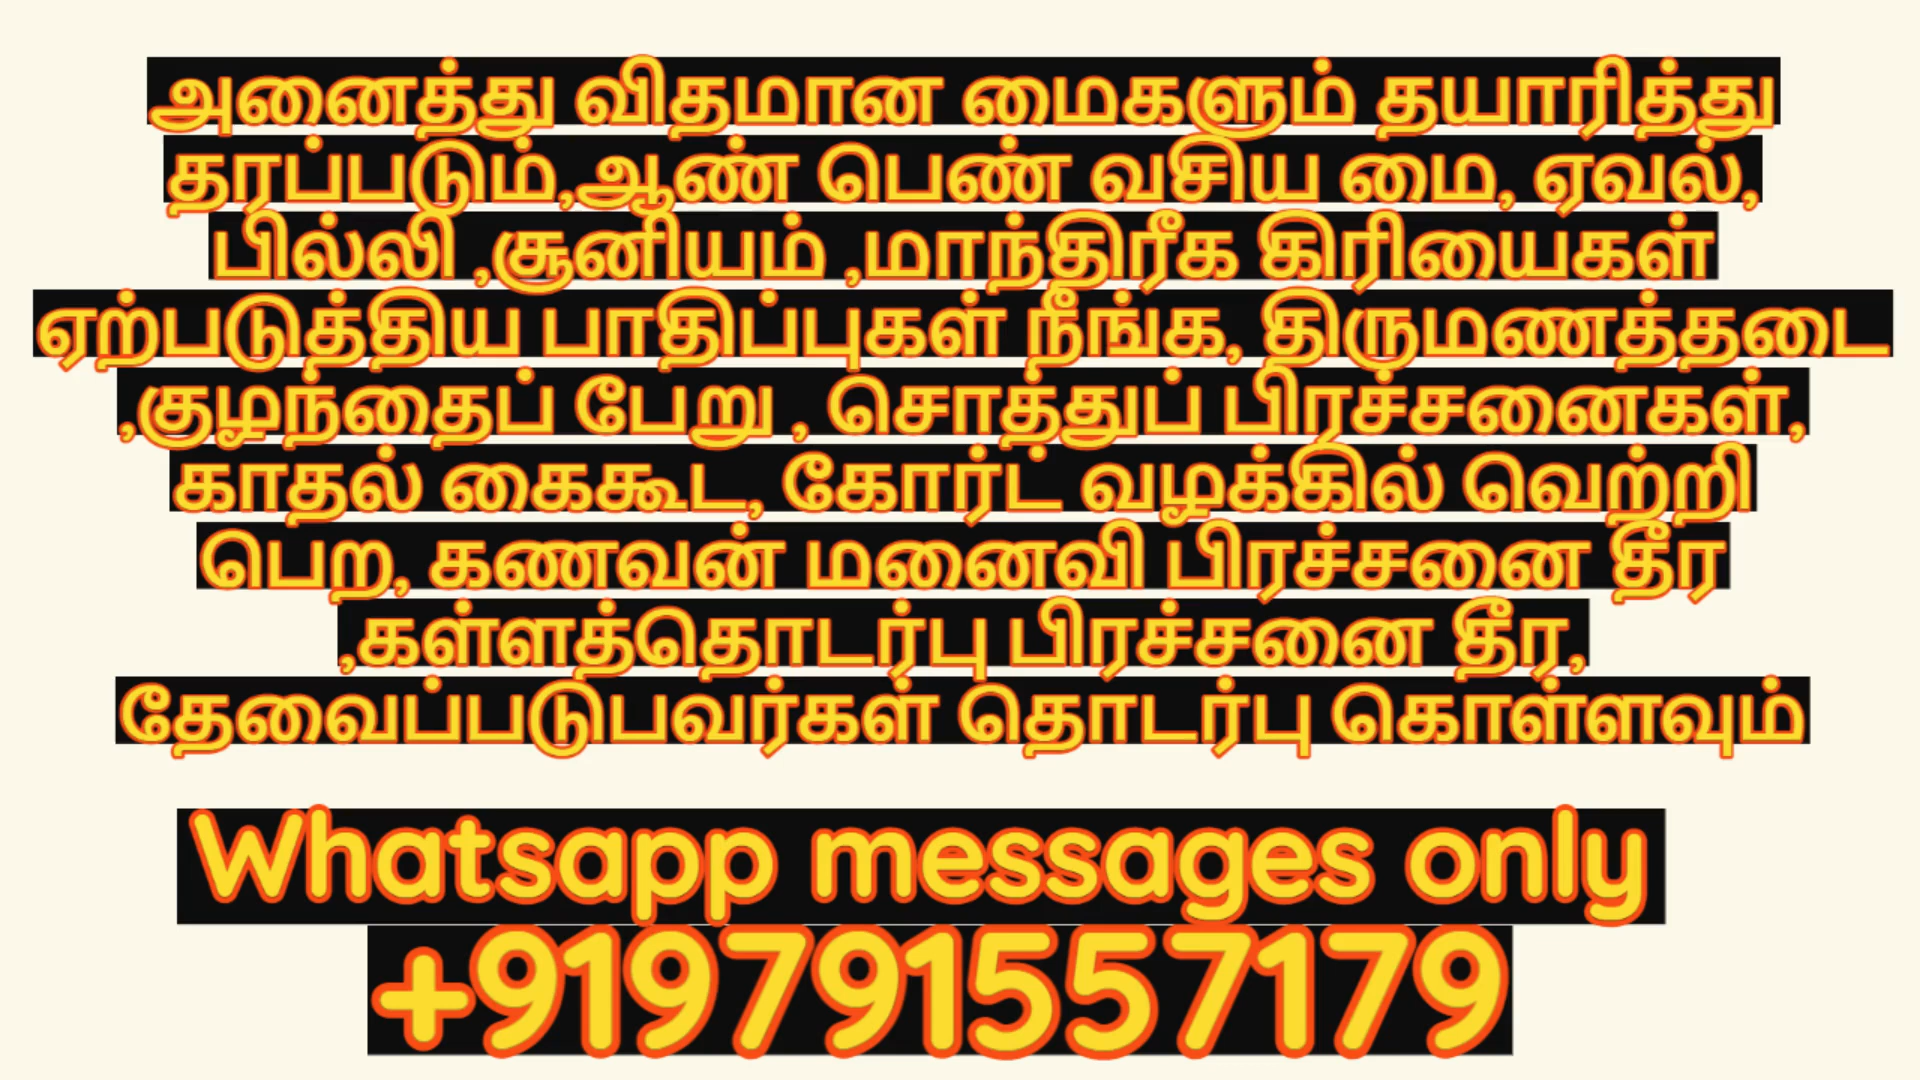 அனைத்து விதமான மைகளும் தயாரித்து
தரப்படும்,ஆண் பெண் வசிய மை, ஏவல்,
பில்லி ,சூனியம் ,மாந்திரீக கிரியைகள்
ஏற்படுத்திய பாதிப்புகள் நீங்க, திருமணத்தடை
,குழந்தைப் பேறு , சொத்துப் பிரச்சனைகள்,
காதல் கைகூட, கோர்ட் வழக்கில் வெற்றி
பெற, கணவன் மனைவி பிரச்சனை தீர
,கள்ளத்தொடர்பு பிரச்சனை தீர,
தேவைப்படுபவர்கள் தொடர்பு கொள்ளவும்
Whatsapp messages only
+919791557179